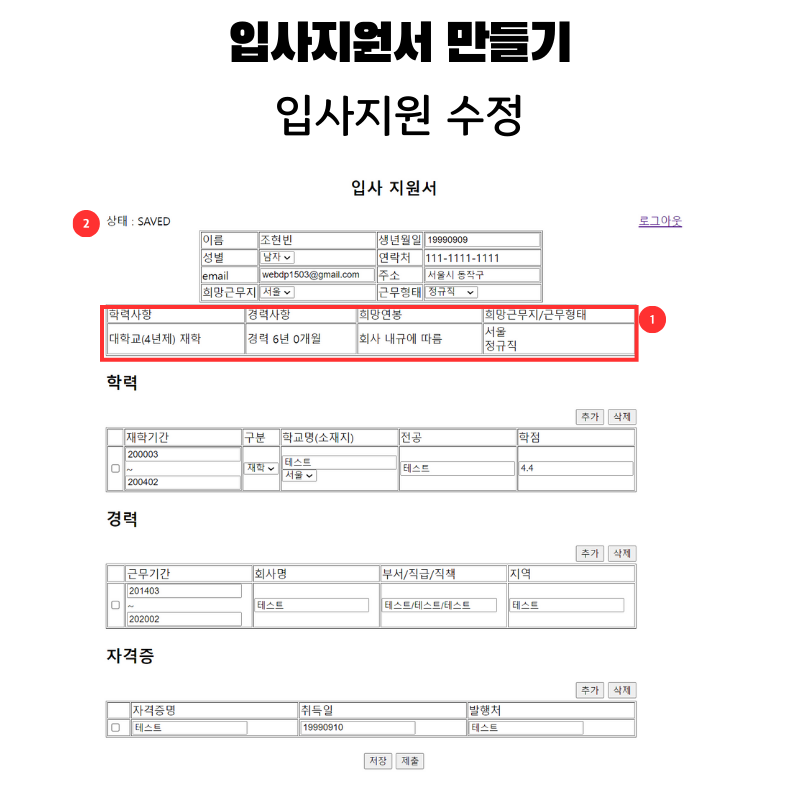 입사지원서 만들기
입사지원 수정
입사 지원서
2 상태 : SAVED 로그아웃
이름 조현빈 생년월일 19990909
성별 남자 연락처 111-1111-1111
email webdp1503@gmail.com 주소 서울시 동작구
희망근무지 서울 근무형태 정규직
학력사항 경력사항 희망연봉 희망근무지/근무형태 1
대학교(4년제) 재학 경력 6년 0개월 회사 내규에 따름 서울
정규직
학력
추가 삭제
재학기간 구분 학교명(소재지) 전공 학점
200003
~
200402
재학 테스트
서울
테스트 4.4
경력
추가 삭제
근무기간 회사명 부서/직급/직책 지역
201403
~
202002
테스트 테스트/테스트/테스트 테스트
자격증
추가 삭제
자격증명 취득일 발행처
테스트 19990910 테스트
저장 제출